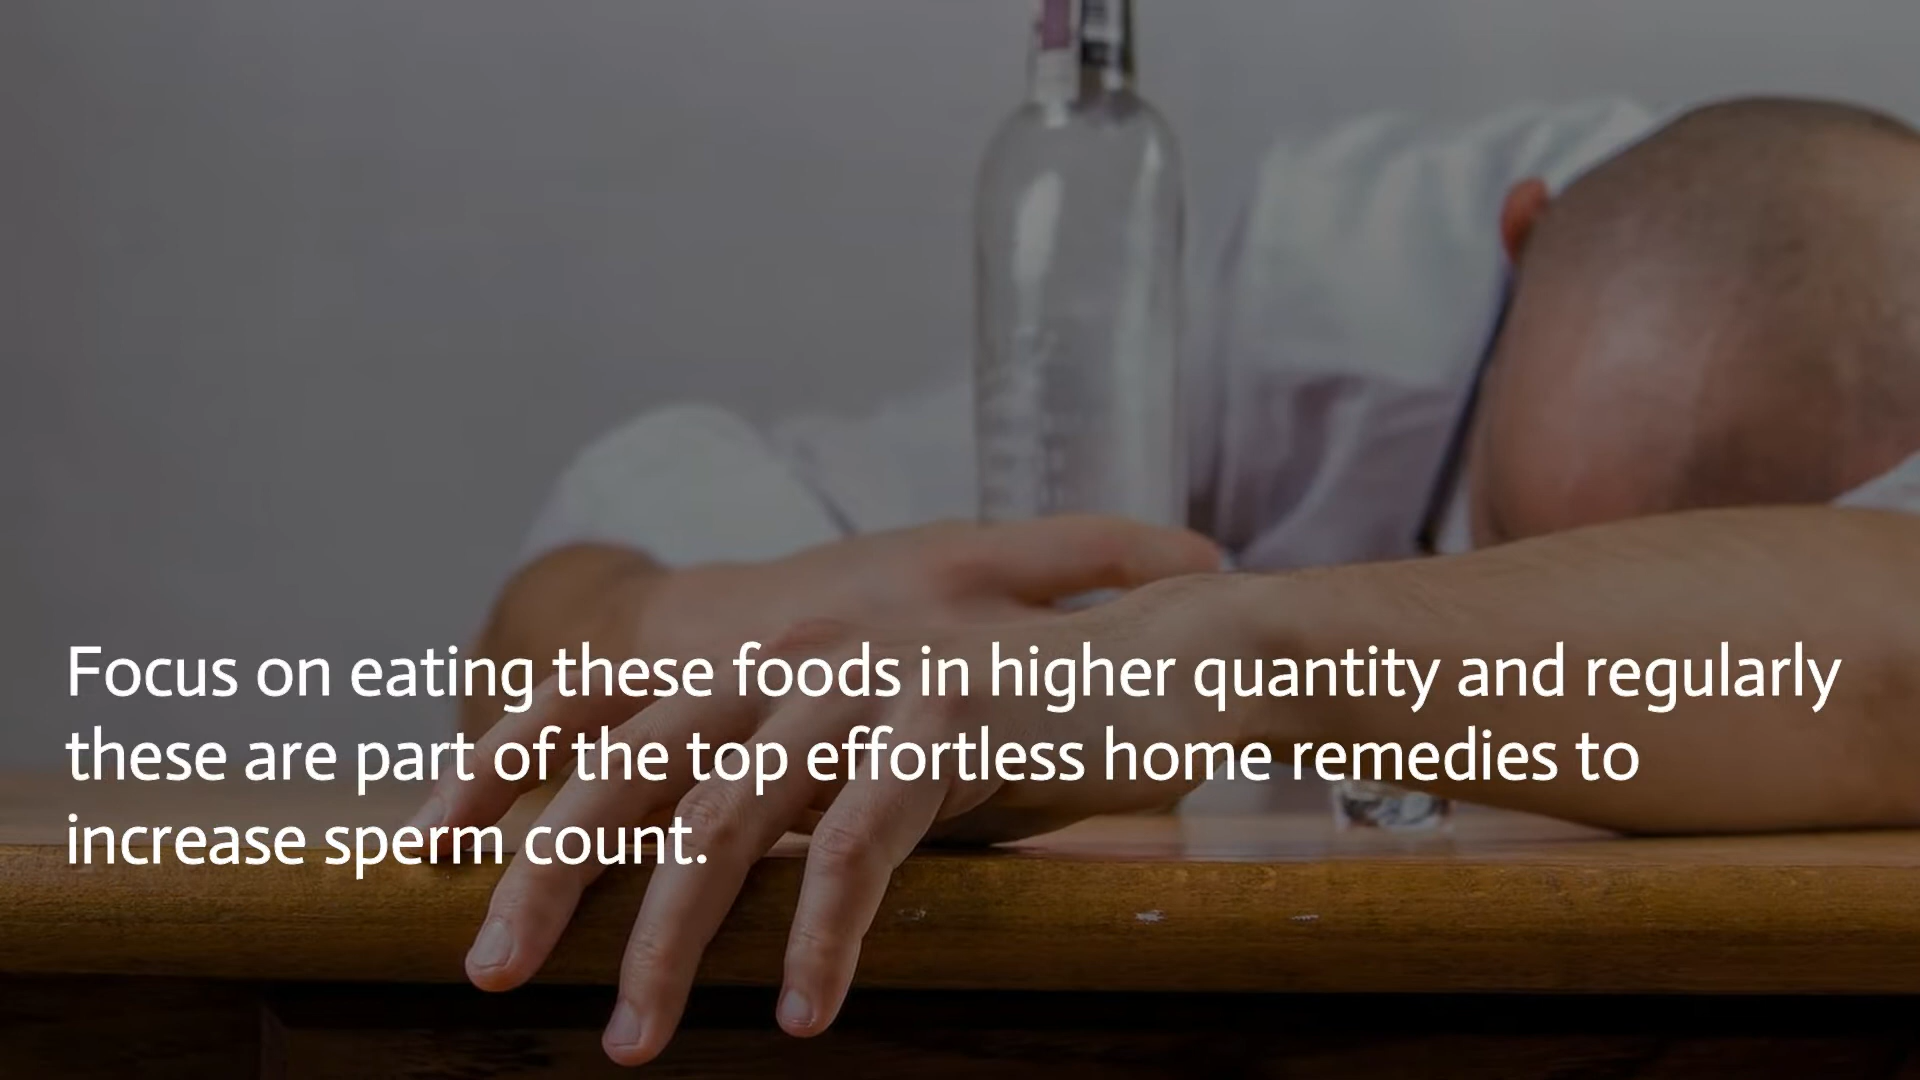 Focus on eating these foods in higher quantity and regularly
these are part of the top effortless home remedies to
increase sperm count.